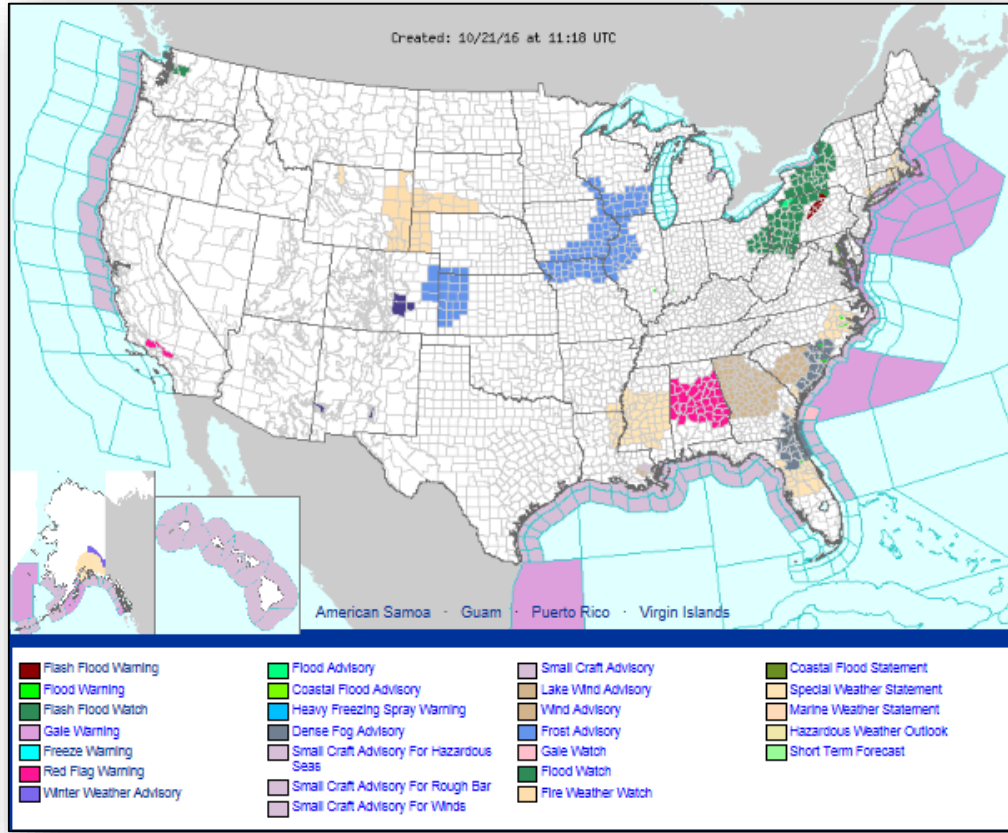 Created: 10/21/16 at 11:18 UTC
American Samoa · Guam · Puerto Rico · Virgin Islands
Flash Flood Warning
Flood Warning
Flash Flood Watch
Gale Warning
Freeze Warning
Red Flag Warning
Winter Weather Advisory
Flood Advisory
Coastal Flood Advisory
Heavy Freezing Spray Warning
Dense Fog Advisory
Small Craft Advisory For Hazardous
Seas
Small Craft Advisory For Rough Bar
Small Craft Advisory For Winds
Small Craft Advisory
Lake Wind Advisory
Wind Advisory
Frost Advisory
Gale Watch
Flood Watch
Fire Weather Watch
Coastal Flood Statement
Special Weather Statement
Marine Weather Statement
Hazardous Weather Outlook
Short Term Forecast